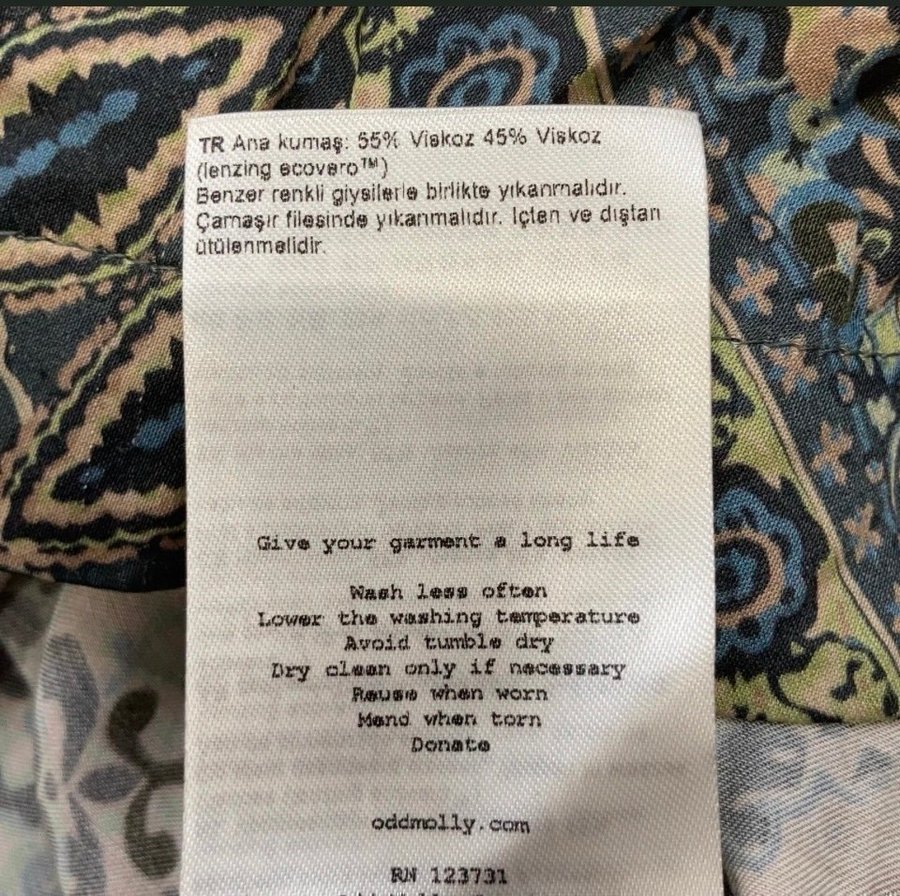 TR Ana kumaş: 55% Viskoz 45% Viskoz
(lenzing ecovero™)
Benzer renkli giysilerle birlikte yıkanmalıdır.
Çamaşır filesinde yıkanmalıdır. İçten ve dıştan
ütülenmelidir.
Give your garment a long life
Wash less often
Lower the washing temperature
Avoid tumble dry
Dry clean only if necessary
Reuse when worn
Mend when torn
Donate
oddmolly.com
RN 123731